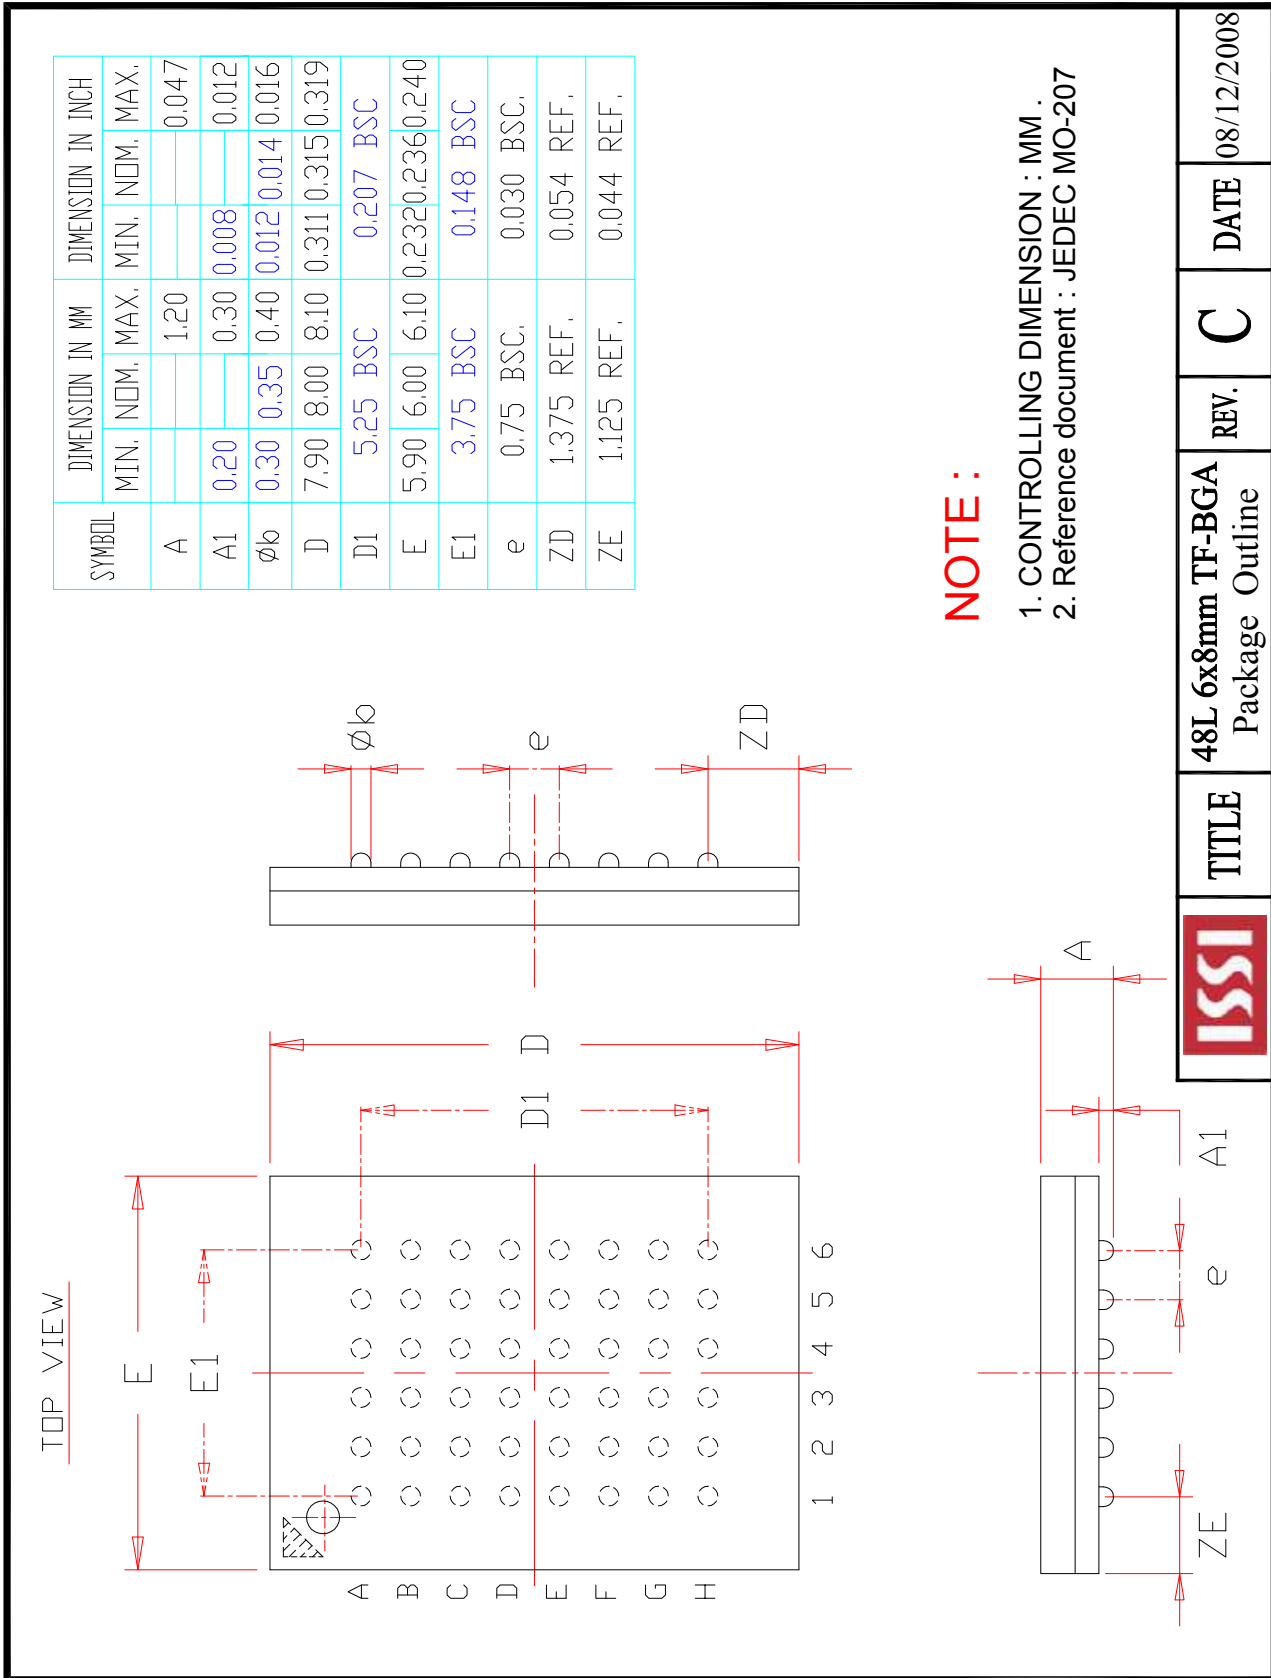 TOP VIEW
E
E1
A
B
C
D
E
F
G
H
1 2 3 4 5 6
D1
D
Øb
e
ZD
ZE
e
A1
A
SYMBOL DIMENSION IN MM DIMENSION IN INCH
MIN. NOM. MAX. MIN. NOM. MAX.
A 1.20 0.047
A1 0.20 0.30 0.008 0.012
Øb 0.30 0.35 0.40 0.012 0.014 0.016
D 7.90 8.00 8.10 0.311 0.315 0.319
D1 5.25 BSC 0.207 BSC
E 5.90 6.00 6.10 0.232 0.236 0.240
E1 3.75 BSC 0.148 BSC
e 0.75 BSC. 0.030 BSC.
ZD 1.375 REF. 0.054 REF.
ZE 1.125 REF. 0.044 REF.
NOTE :
1. CONTROLLING DIMENSION : MM .
2. Reference document : JEDEC MO-207
ISSI
TITLE
48L 6x8mm TF-BGA
Package Outline
REV.
C
DATE
08/12/2008